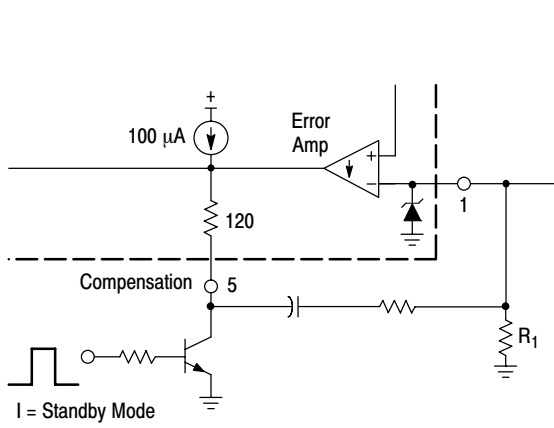 +
100 µA
Error
Amp
+
−
1
120
Compensation
5
R1
I = Standby Mode